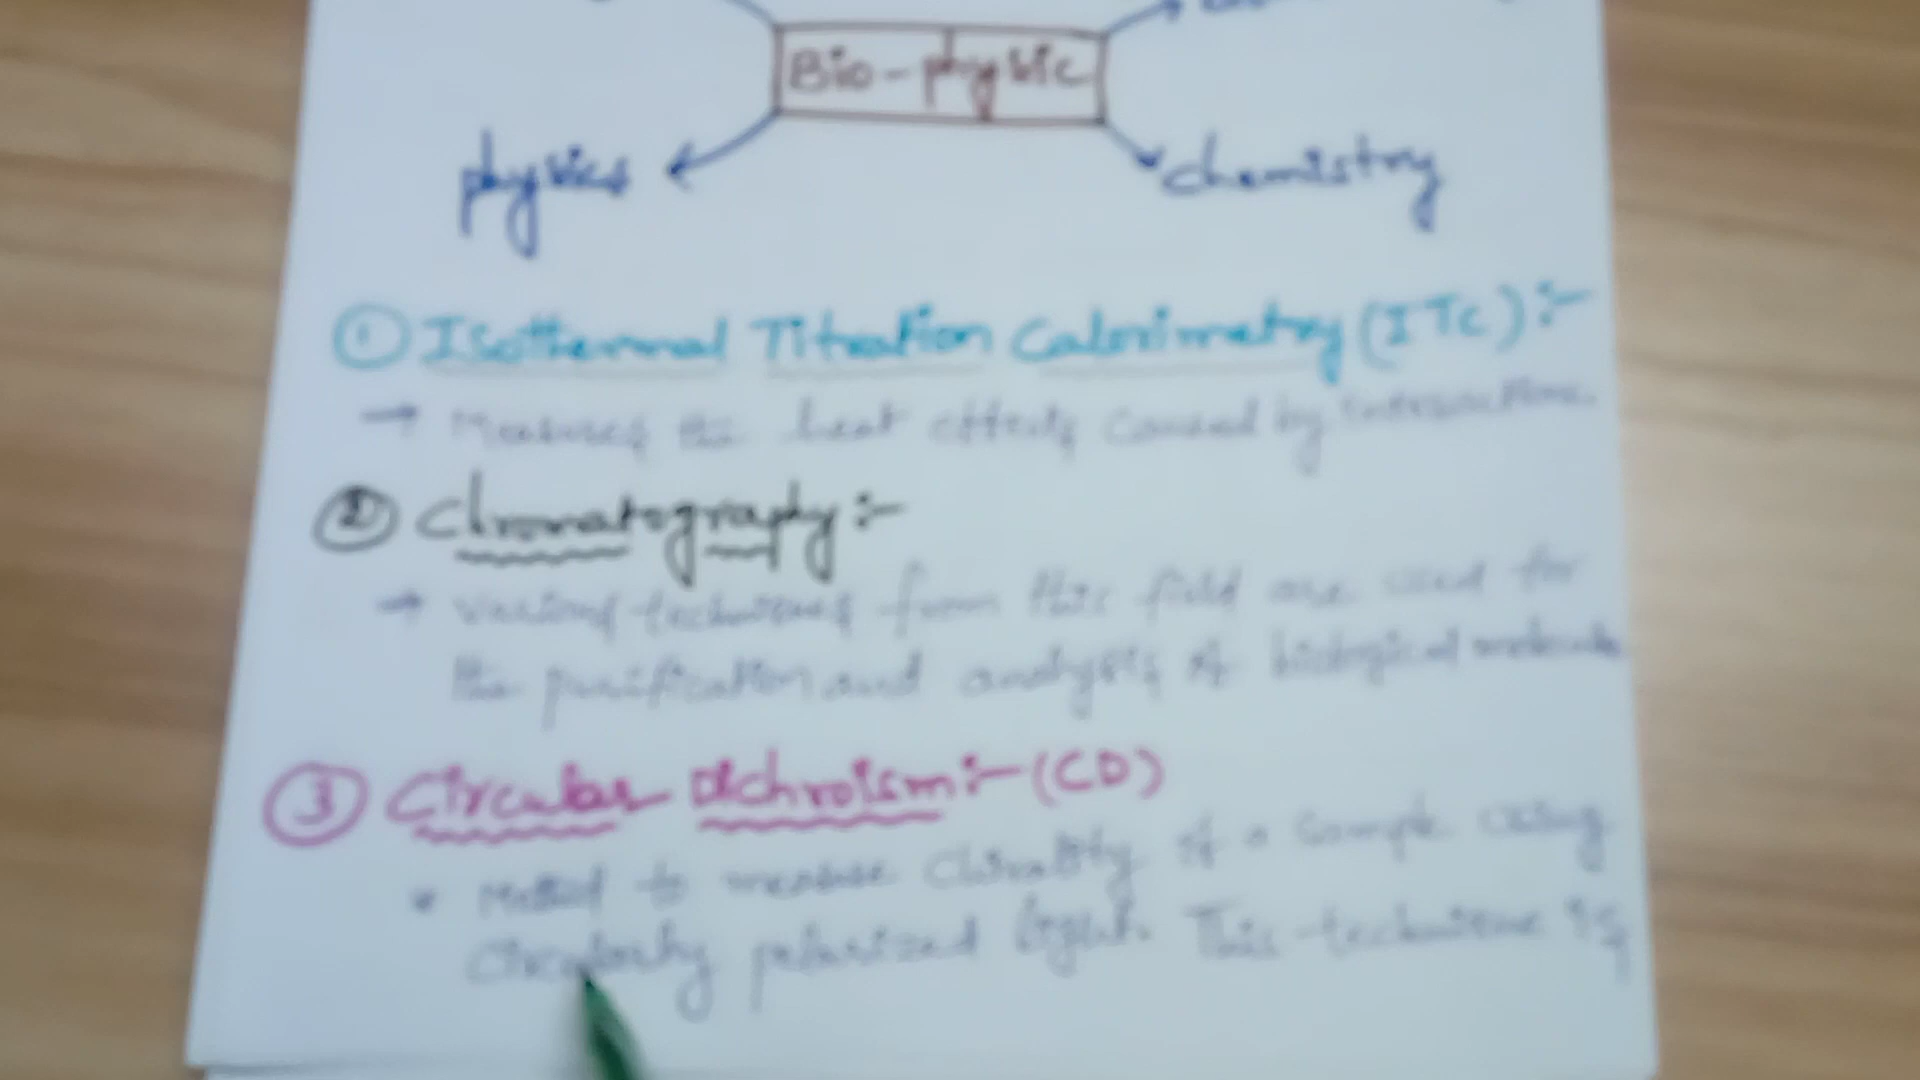 Bio-physic
physics
chemistry
① Isothermal Titration Calorimetry (ITC):-
→ Measures the heat effects caused by interactions.
② Chromatography:-
→ Various techniques from this field are used for
the purification and analysis of biological molecules
③ Circular Dichroism:- (CD)
* Method to measure chirality of a sample using
circularly polarized light. This technique is